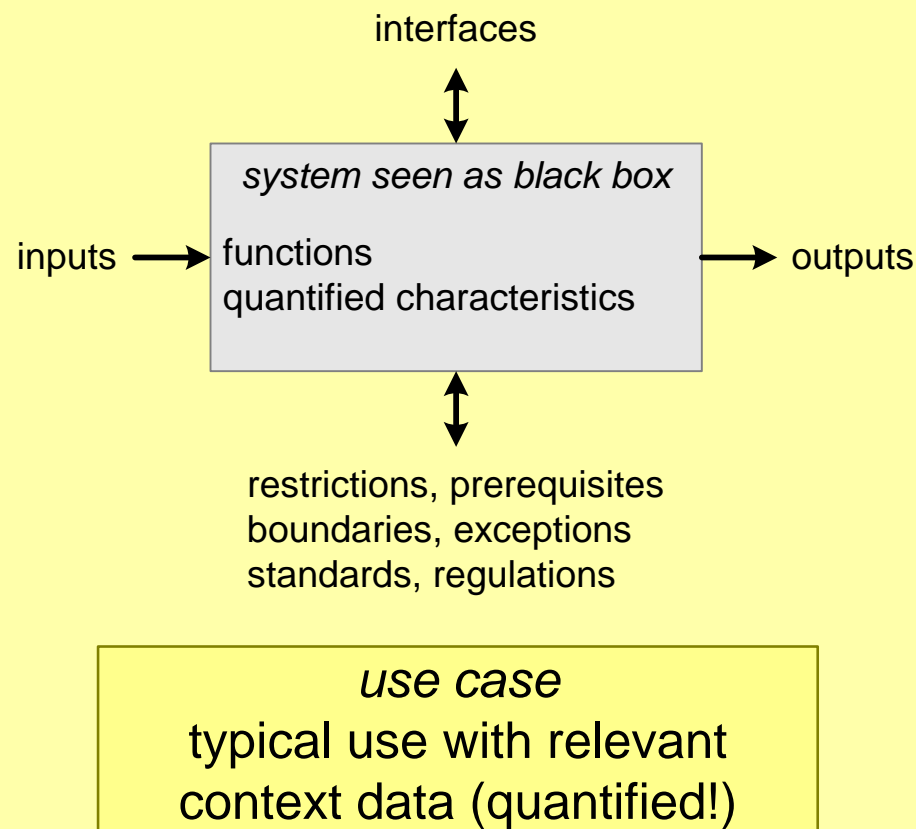 interfaces
system seen as black box
inputs
functions
quantified characteristics
outputs
restrictions, prerequisites
boundaries, exceptions
standards, regulations
use case
typical use with relevant
context data (quantified!)